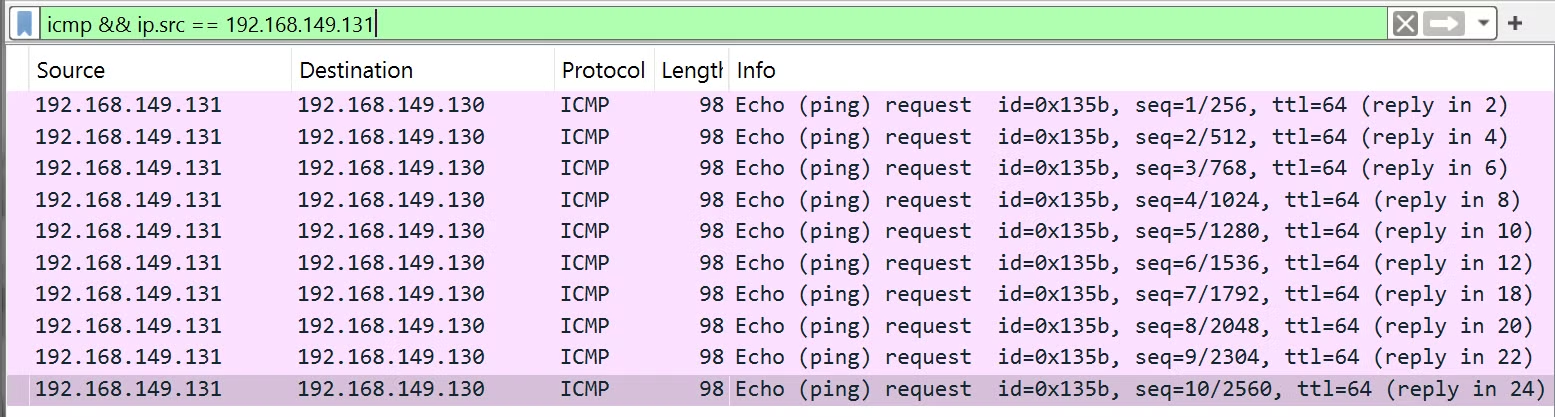 icmp && ip.src == 192.168.149.131
Source Destination Protocol Length Info
192.168.149.131 192.168.149.130 ICMP 98 Echo (ping) request id=0x135b, seq=1/256, ttl=64 (reply in 2)
192.168.149.131 192.168.149.130 ICMP 98 Echo (ping) request id=0x135b, seq=2/512, ttl=64 (reply in 4)
192.168.149.131 192.168.149.130 ICMP 98 Echo (ping) request id=0x135b, seq=3/768, ttl=64 (reply in 6)
192.168.149.131 192.168.149.130 ICMP 98 Echo (ping) request id=0x135b, seq=4/1024, ttl=64 (reply in 8)
192.168.149.131 192.168.149.130 ICMP 98 Echo (ping) request id=0x135b, seq=5/1280, ttl=64 (reply in 10)
192.168.149.131 192.168.149.130 ICMP 98 Echo (ping) request id=0x135b, seq=6/1536, ttl=64 (reply in 12)
192.168.149.131 192.168.149.130 ICMP 98 Echo (ping) request id=0x135b, seq=7/1792, ttl=64 (reply in 18)
192.168.149.131 192.168.149.130 ICMP 98 Echo (ping) request id=0x135b, seq=8/2048, ttl=64 (reply in 20)
192.168.149.131 192.168.149.130 ICMP 98 Echo (ping) request id=0x135b, seq=9/2304, ttl=64 (reply in 22)
192.168.149.131 192.168.149.130 ICMP 98 Echo (ping) request id=0x135b, seq=10/2560, ttl=64 (reply in 24)